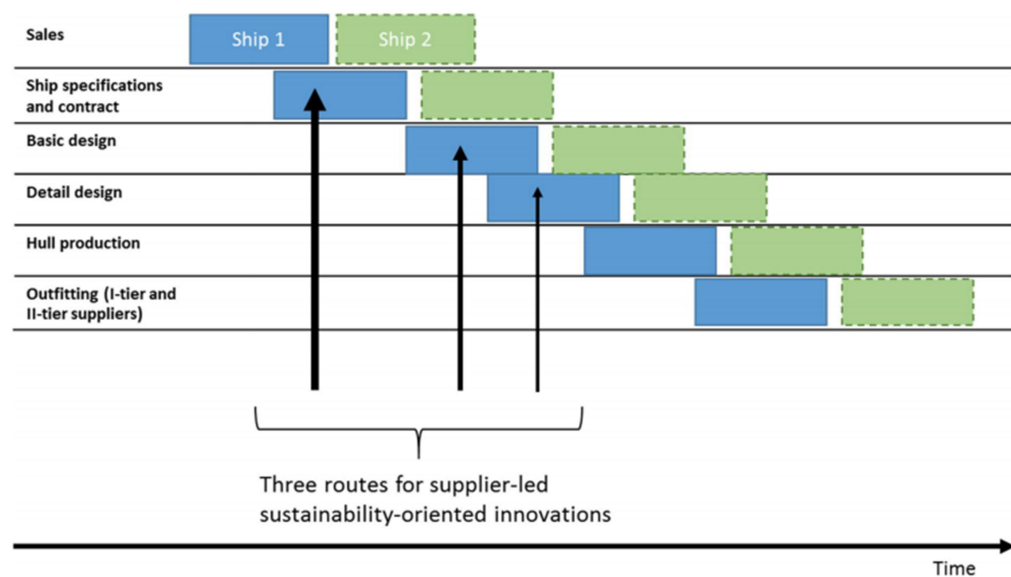 Sales
Ship 1
Ship 2
Ship specifications
and contract
Basic design
Detail design
Hull production
Outfitting (I-tier and
II-tier suppliers)
Three routes for supplier-led
sustainability-oriented innovations
Time